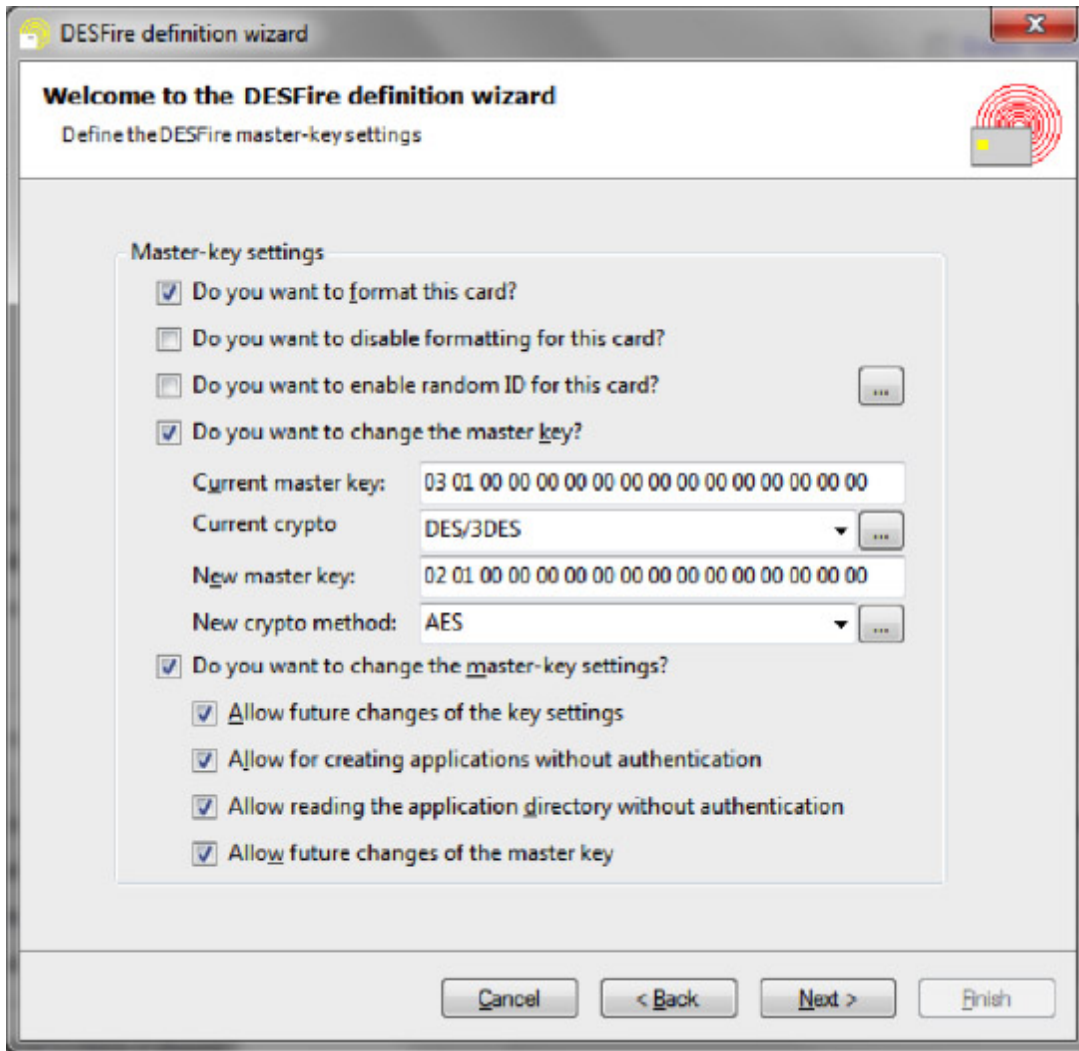 DESFire definition wizard
Welcome to the DESFire definition wizard
Define the DESFire master-key settings
Master-key settings
Do you want to format this card?
Do you want to disable formatting for this card?
Do you want to enable random ID for this card?
...
Do you want to change the master key?
Current master key: 03 01 00 00 00 00 00 00 00 00 00 00 00 00 00 00
Current crypto DES/3DES ...
New master key: 02 01 00 00 00 00 00 00 00 00 00 00 00 00 00 00
New crypto method: AES ...
Do you want to change the master-key settings?
Allow future changes of the key settings
Allow for creating applications without authentication
Allow reading the application directory without authentication
Allow future changes of the master key
Cancel < Back Next > Finish